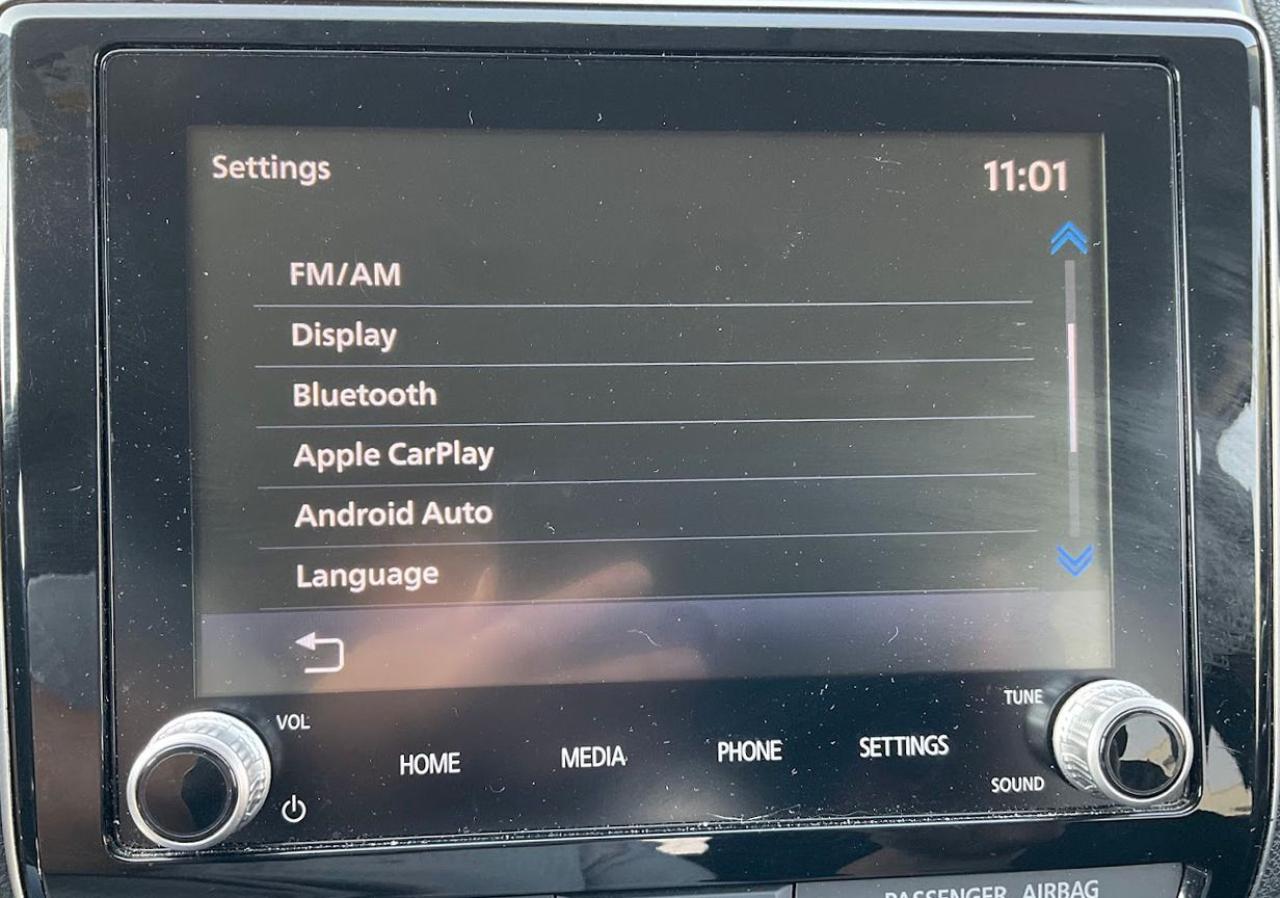 Settings
11:01
FM/AM
Display
Bluetooth
Apple CarPlay
Android Auto
Language
VOL
HOME
MEDIA
PHONE
SETTINGS
TUNE
SOUND
PASSENGER AIRBAG